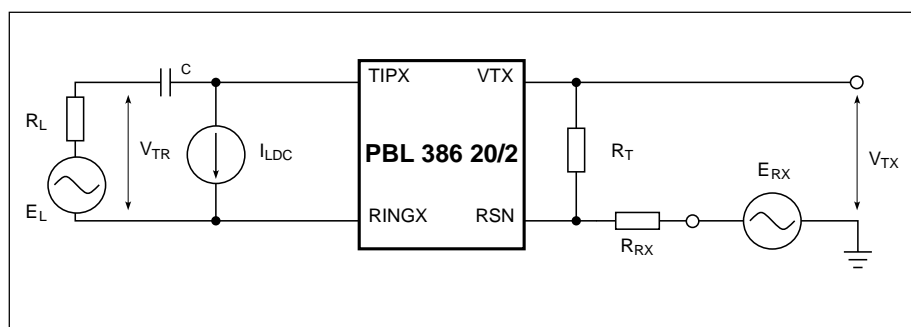 C
TIPX
VTX
R_L
V_TR
I_LDC
PBL 386 20/2
R_T
E_RX
V_TX
E_L
RINGX
RSN
R_RX